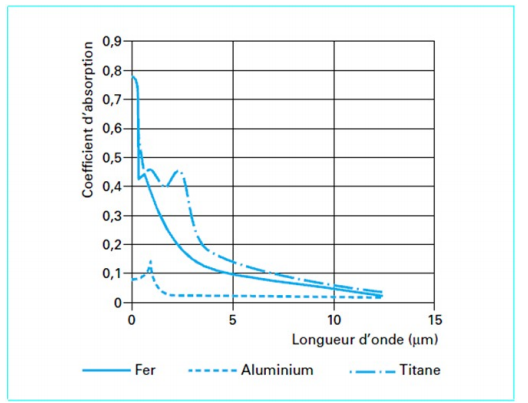 0,9
0,8
0,7
0,6
0,5
0,4
0,3
0,2
0,1
0
Coefficient d'absorption
0 5 10 15
Longueur d'onde (µm)
Fer Aluminium Titane